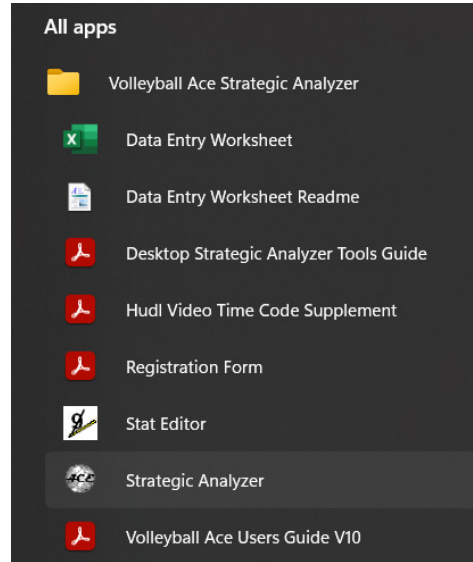 All apps
Volleyball Ace Strategic Analyzer
Data Entry Worksheet
Data Entry Worksheet Readme
Desktop Strategic Analyzer Tools Guide
Hudl Video Time Code Supplement
Registration Form
Stat Editor
ACE Strategic Analyzer
Volleyball Ace Users Guide V10